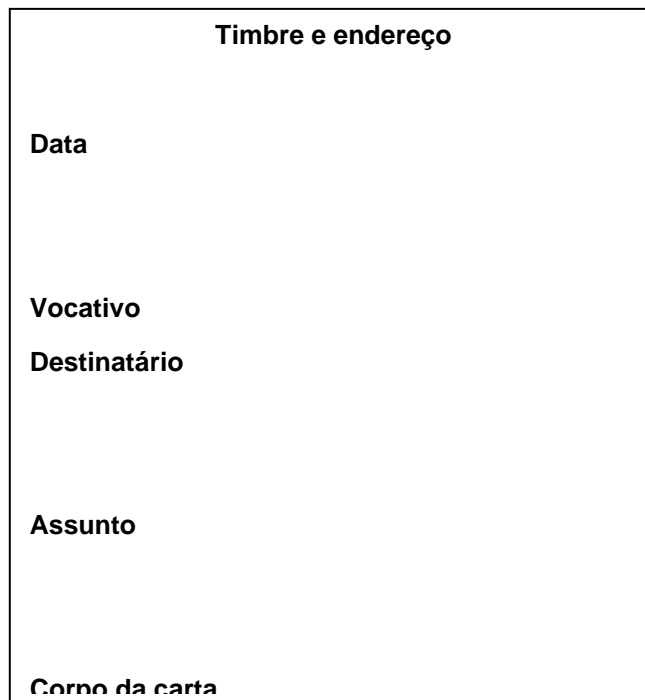 Timbre e endereço
Data
Vocativo
Destinatário
Assunto
Corpo da carta